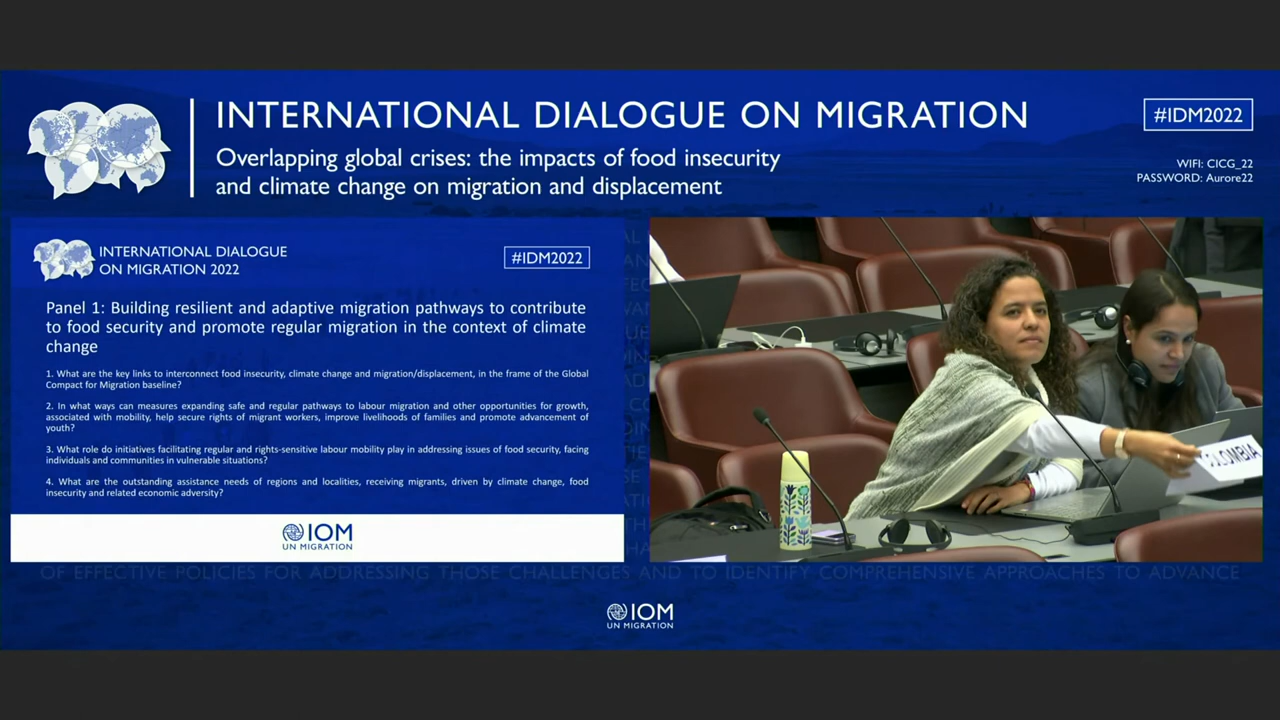 INTERNATIONAL DIALOGUE ON MIGRATION
Overlapping global crises: the impacts of food insecurity
and climate change on migration and displacement
#IDM2022
WIFI: CICG_22
PASSWORD: Aurore22
INTERNATIONAL DIALOGUE
ON MIGRATION 2022
#IDM2022
Panel 1: Building resilient and adaptive migration pathways to contribute
to food security and promote regular migration in the context of climate
change
1. What are the key links to interconnect food insecurity, climate change and migration/displacement, in the frame of the Global
Compact for Migration baseline?
2. In what ways can measures expanding safe and regular pathways to labour migration and other opportunities for growth,
associated with mobility, help secure rights of migrant workers, improve livelihoods of families and promote advancement of
youth?
3. What role do initiatives facilitating regular and rights-sensitive labour mobility play in addressing issues of food security, facing
individuals and communities in vulnerable situations?
4. What are the outstanding assistance needs of regions and localities, receiving migrants, driven by climate change, food
insecurity and related economic adversity?
IOM
UN MIGRATION
COLOMBIA
OF EFFECTIVE POLICIES FOR ADDRESSING THOSE CHALLENGES AND TO IDENTIFY COMPREHENSIVE APPROACHES TO ADVANCE
IOM
UN MIGRATION